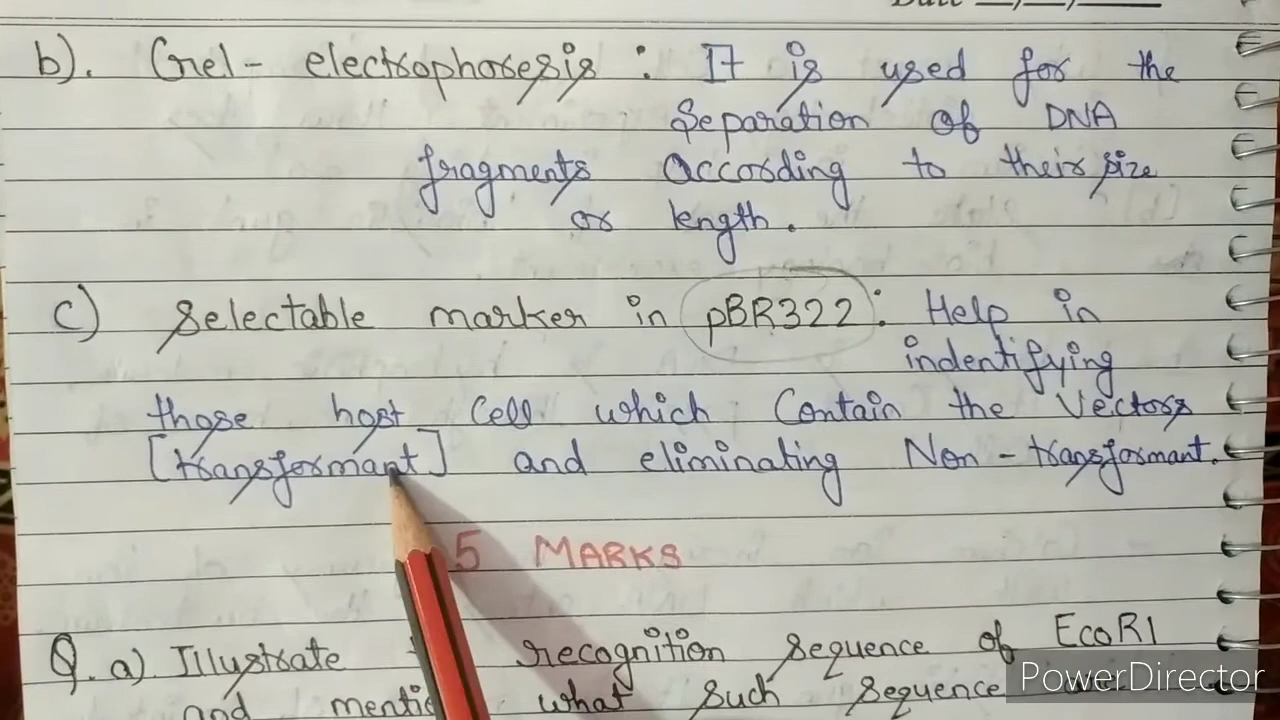 b). Gel- electrophoresis : It is used for the
Separation of DNA
fragments According to their size
or length.
c) Selectable marker in pBR322 : Help in
indentifying
those host Cell which Contain the Vectors
[transformant] and eliminating Non-transformant.
5 MARKS
Q. a) Illustrate recognition Sequence of EcoR1
and what such Sequence
PowerDirector